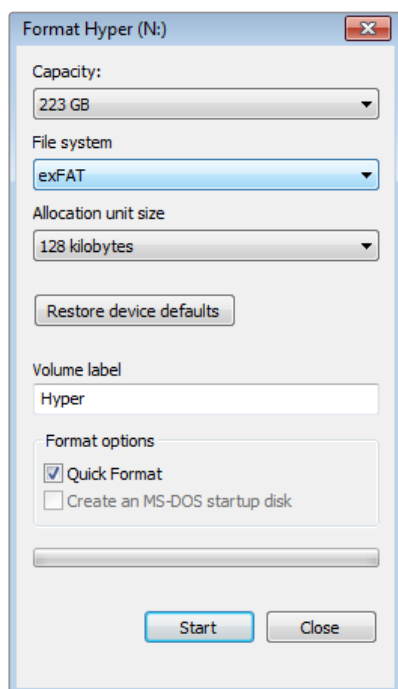 Format Hyper (N:)
Capacity:
223 GB
File system
exFAT
Allocation unit size
128 kilobytes
Restore device defaults
Volume label
Hyper
Format options
Quick Format
Create an MS-DOS startup disk
Start Close